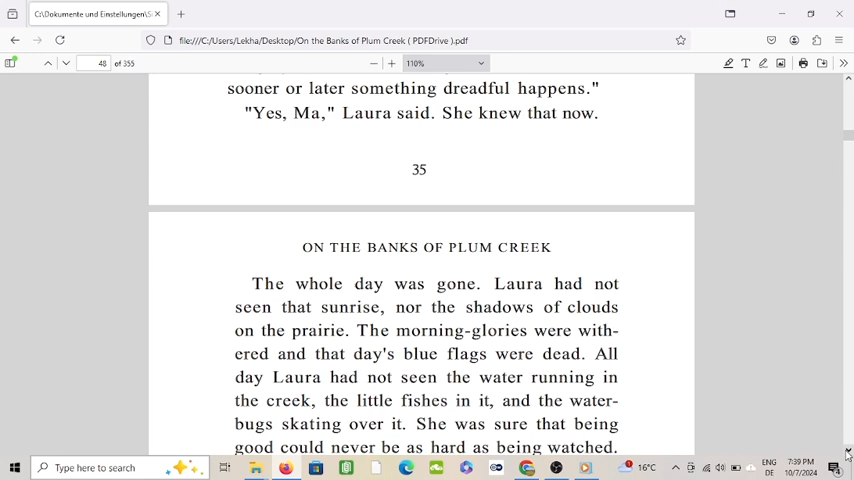 C:\Dokumente und Einstellungen\S
file:///C:/Users/Lekha/Desktop/On the Banks of Plum Creek ( PDFDrive ).pdf
48 of 355
110%
sooner or later something dreadful happens."
"Yes, Ma," Laura said. She knew that now.
35
ON THE BANKS OF PLUM CREEK
The whole day was gone. Laura had not
seen that sunrise, nor the shadows of clouds
on the prairie. The morning-glories were with-
ered and that day's blue flags were dead. All
day Laura had not seen the water running in
the creek, the little fishes in it, and the water-
bugs skating over it. She was sure that being
good could never be as hard as being watched.
Type here to search
16°C
ENG
DE
7:39 PM
10/7/2024
4